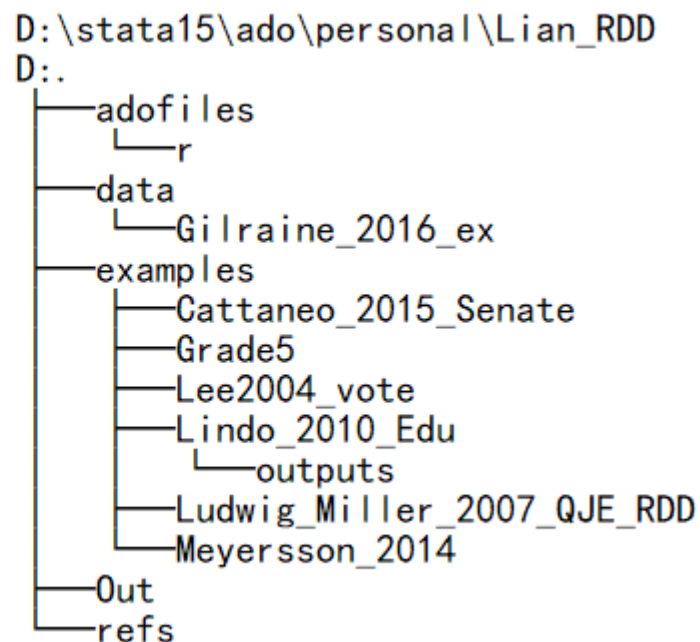 D:\stata15\ado\personal\Lian_RDD
D:.
├──adofiles
│  └──r
├──data
│  └──Gilraine_2016_ex
├──examples
│  ├──Cattaneo_2015_Senate
│  ├──Grade5
│  ├──Lee2004_vote
│  ├──Lindo_2010_Edu
│  │  └──outputs
│  ├──Ludwig_Miller_2007_QJE_RDD
│  └──Meyersson_2014
├──Out
└──refs